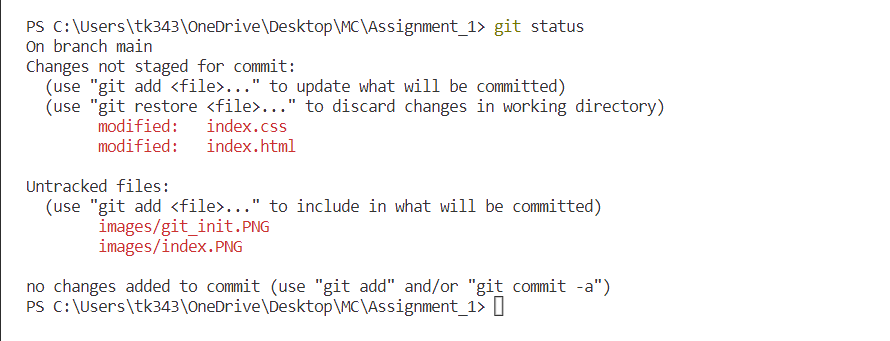 PS C:\Users\tk343\OneDrive\Desktop\MC\Assignment_1> git status
On branch main
Changes not staged for commit:
  (use "git add <file>..." to update what will be committed)
  (use "git restore <file>..." to discard changes in working directory)
        modified:   index.css
        modified:   index.html

Untracked files:
  (use "git add <file>..." to include in what will be committed)
        images/git_init.PNG
        images/index.PNG

no changes added to commit (use "git add" and/or "git commit -a")
PS C:\Users\tk343\OneDrive\Desktop\MC\Assignment_1>